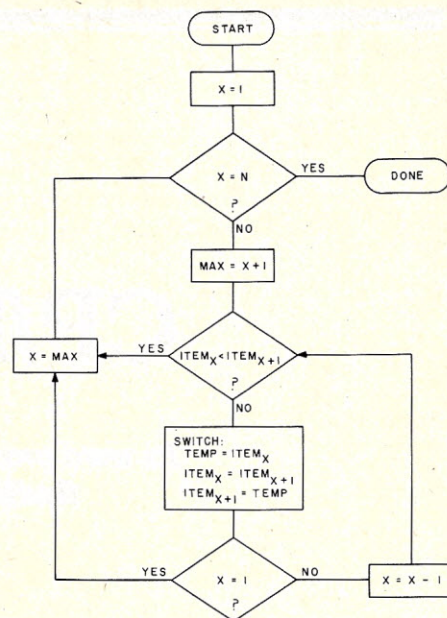 START
X = 1
X = N
?
YES
DONE
NO
MAX = X + 1
X = MAX
YES
ITEMX < ITEMX+1
?
NO
SWITCH:
TEMP = ITEMX
ITEMX = ITEMX+1
ITEMX+1 = TEMP
YES
X = 1
?
NO
X = X - 1